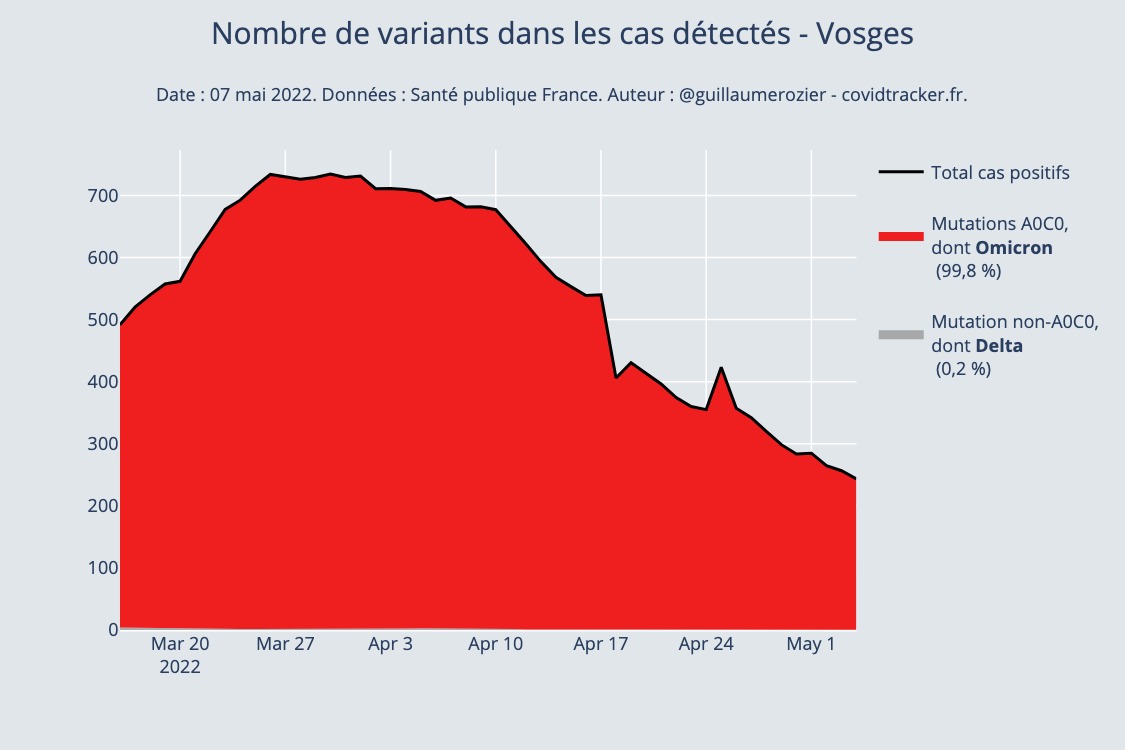 Nombre de variants dans les cas détectés - Vosges
Date : 07 mai 2022. Données : Santé publique France. Auteur : @guillaumerozier - covidtracker.fr.
Total cas positifs
Mutations A0C0,
dont Omicron
(99,8 %)
Mutation non-A0C0,
dont Delta
(0,2 %)
700
600
500
400
300
200
100
0
Mar 20
2022
Mar 27
Apr 3
Apr 10
Apr 17
Apr 24
May 1